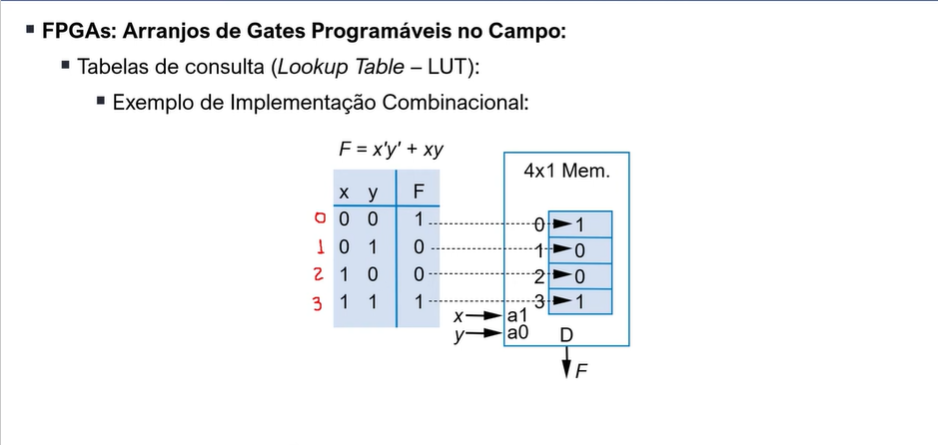 ▪ FPGAs: Arranjos de Gates Programáveis no Campo:
▪ Tabelas de consulta (Lookup Table – LUT):
▪ Exemplo de Implementação Combinacional:
F = x'y' + xy
4x1 Mem.
x y F
0 0 0 1 0 1
1 0 1 0 1 0
2 1 0 0 2 0
3 1 1 1 3 1
x a1
y a0 D
F